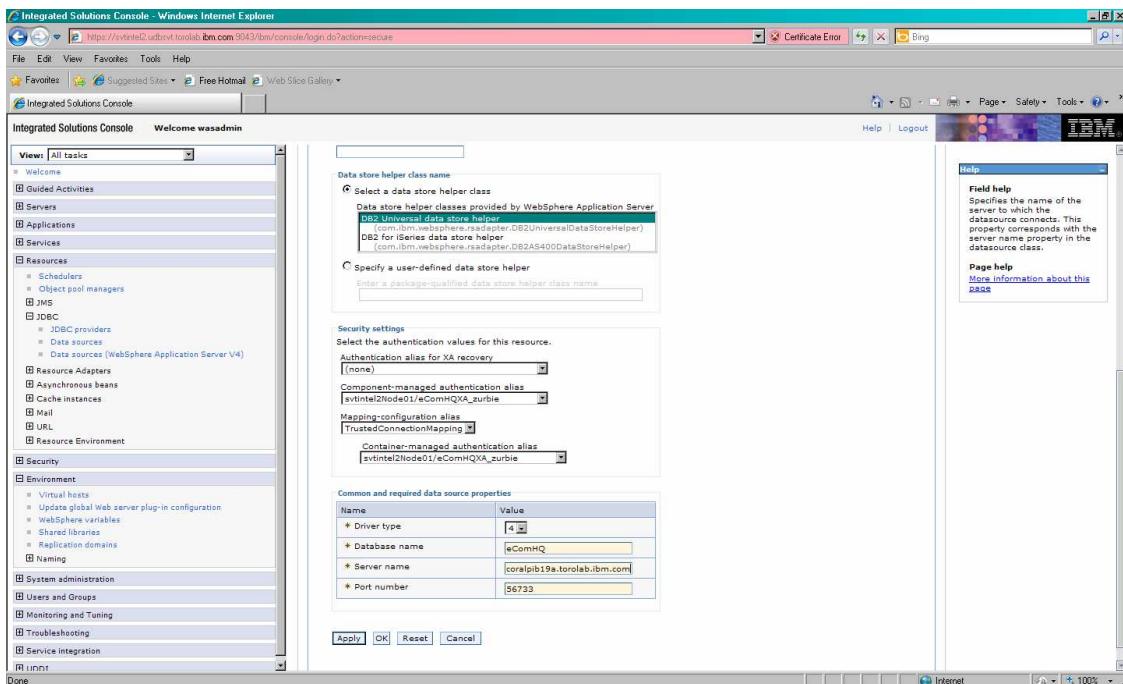 Integrated Solutions Console - Windows Internet Explorer
https://svtintel2.udbsvt.torolab.ibm.com:9043/ibm/console/login.do?action=secure
Certificate Error
Bing
File Edit View Favorites Tools Help
Favorites Suggested Sites Free Hotmail Web Slice Gallery
Integrated Solutions Console
Page Safety Tools
Integrated Solutions Console Welcome wasadmin
Help | Logout
IBM.
View: All tasks
Welcome
Guided Activities
Servers
Applications
Services
Resources
Schedulers
Object pool managers
JMS
JDBC
JDBC providers
Data sources
Data sources (WebSphere Application Server V4)
Resource Adapters
Asynchronous beans
Cache instances
Mail
URL
Resource Environment
Security
Environment
Virtual hosts
Update global Web server plug-in configuration
WebSphere variables
Shared libraries
Replication domains
Naming
System administration
Users and Groups
Monitoring and Tuning
Troubleshooting
Service integration
UDDI
Data store helper class name
Select a data store helper class
Data store helper classes provided by WebSphere Application Server
DB2 Universal data store helper
(com.ibm.websphere.rsadapter.DB2UniversalDataStoreHelper)
DB2 for iSeries data store helper
(com.ibm.websphere.rsadapter.DB2AS400DataStoreHelper)
Specify a user-defined data store helper
Enter a package-qualified data store helper class name
Security settings
Select the authentication values for this resource.
Authentication alias for XA recovery
(none)
Component-managed authentication alias
svtintel2Node01/eComHQXA_zurbie
Mapping-configuration alias
TrustedConnectionMapping
Container-managed authentication alias
svtintel2Node01/eComHQXA_zurbie
Common and required data source properties
Name Value
* Driver type 4
* Database name eComHQ
* Server name coralpib19a.torolab.ibm.com
* Port number 56733
Apply OK Reset Cancel
Help
Field help
Specifies the name of the
server to which the
datasource connects. This
property corresponds with the
server name property in the
datasource class.
Page help
More information about this
page
Done
Internet
100%